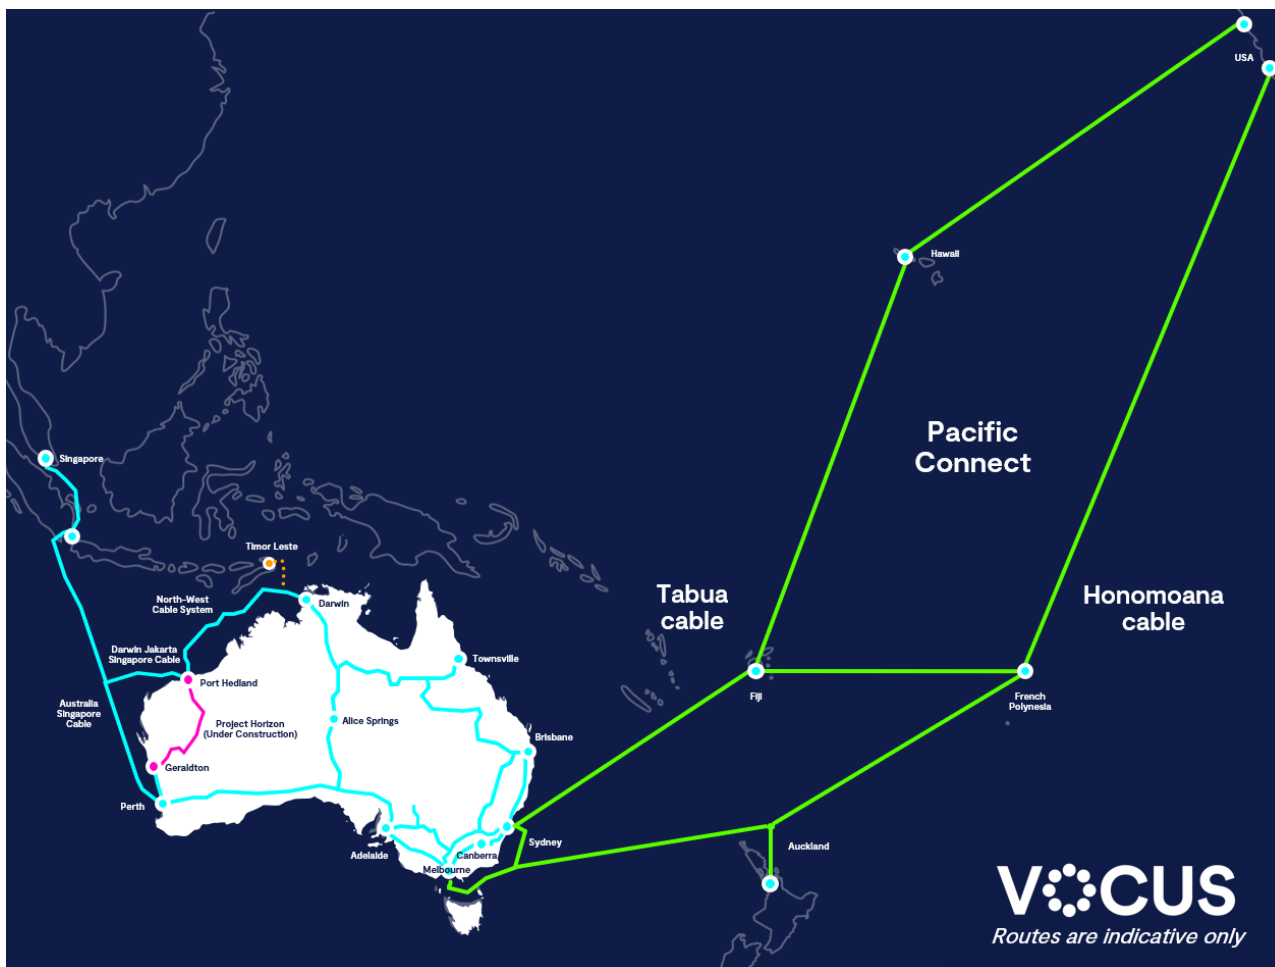 USA
Hawaii
Pacific
Connect
Singapore
Timor Leste
North-West
Cable System
Darwin
Tabua
cable
Honomoana
cable
Darwin Jakarta
Singapore Cable
Townsville
Port Hedland
Fiji
French
Polynesia
Australia
Singapore
Cable
Project Horizon
(Under Construction)
Alice Springs
Brisbane
Geraldton
Perth
Sydney
Auckland
Adelaide
Canberra
Melbourne
VOCUS
Routes are indicative only